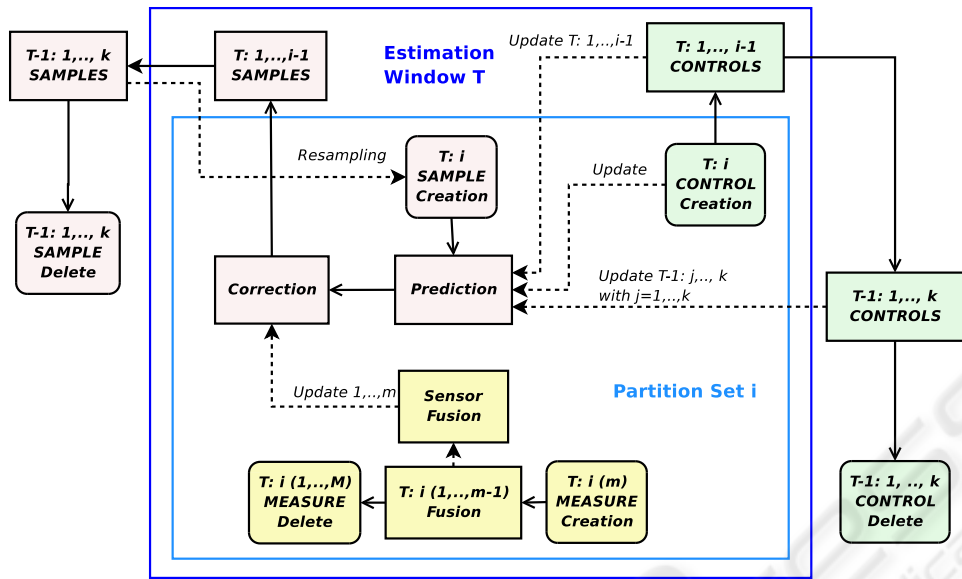 T-1: 1,.., k
SAMPLES
T: 1,..,i-1
SAMPLES
Estimation
Window T
Update T: 1,..,i-1
T: 1,.., i-1
CONTROLS
Resampling
T: i
SAMPLE
Creation
Update
T: i
CONTROL
Creation
T-1: 1,.., k
SAMPLE
Delete
Correction
Prediction
Update T-1: j,.., k
with j=1,..,k
T-1: 1,.., k
CONTROLS
Update 1,..,m
Sensor
Fusion
Partition Set i
T: i (1,..,M)
MEASURE
Delete
T: i (1,..,m-1)
Fusion
T: i (m)
MEASURE
Creation
T-1: 1, .., k
CONTROL
Delete